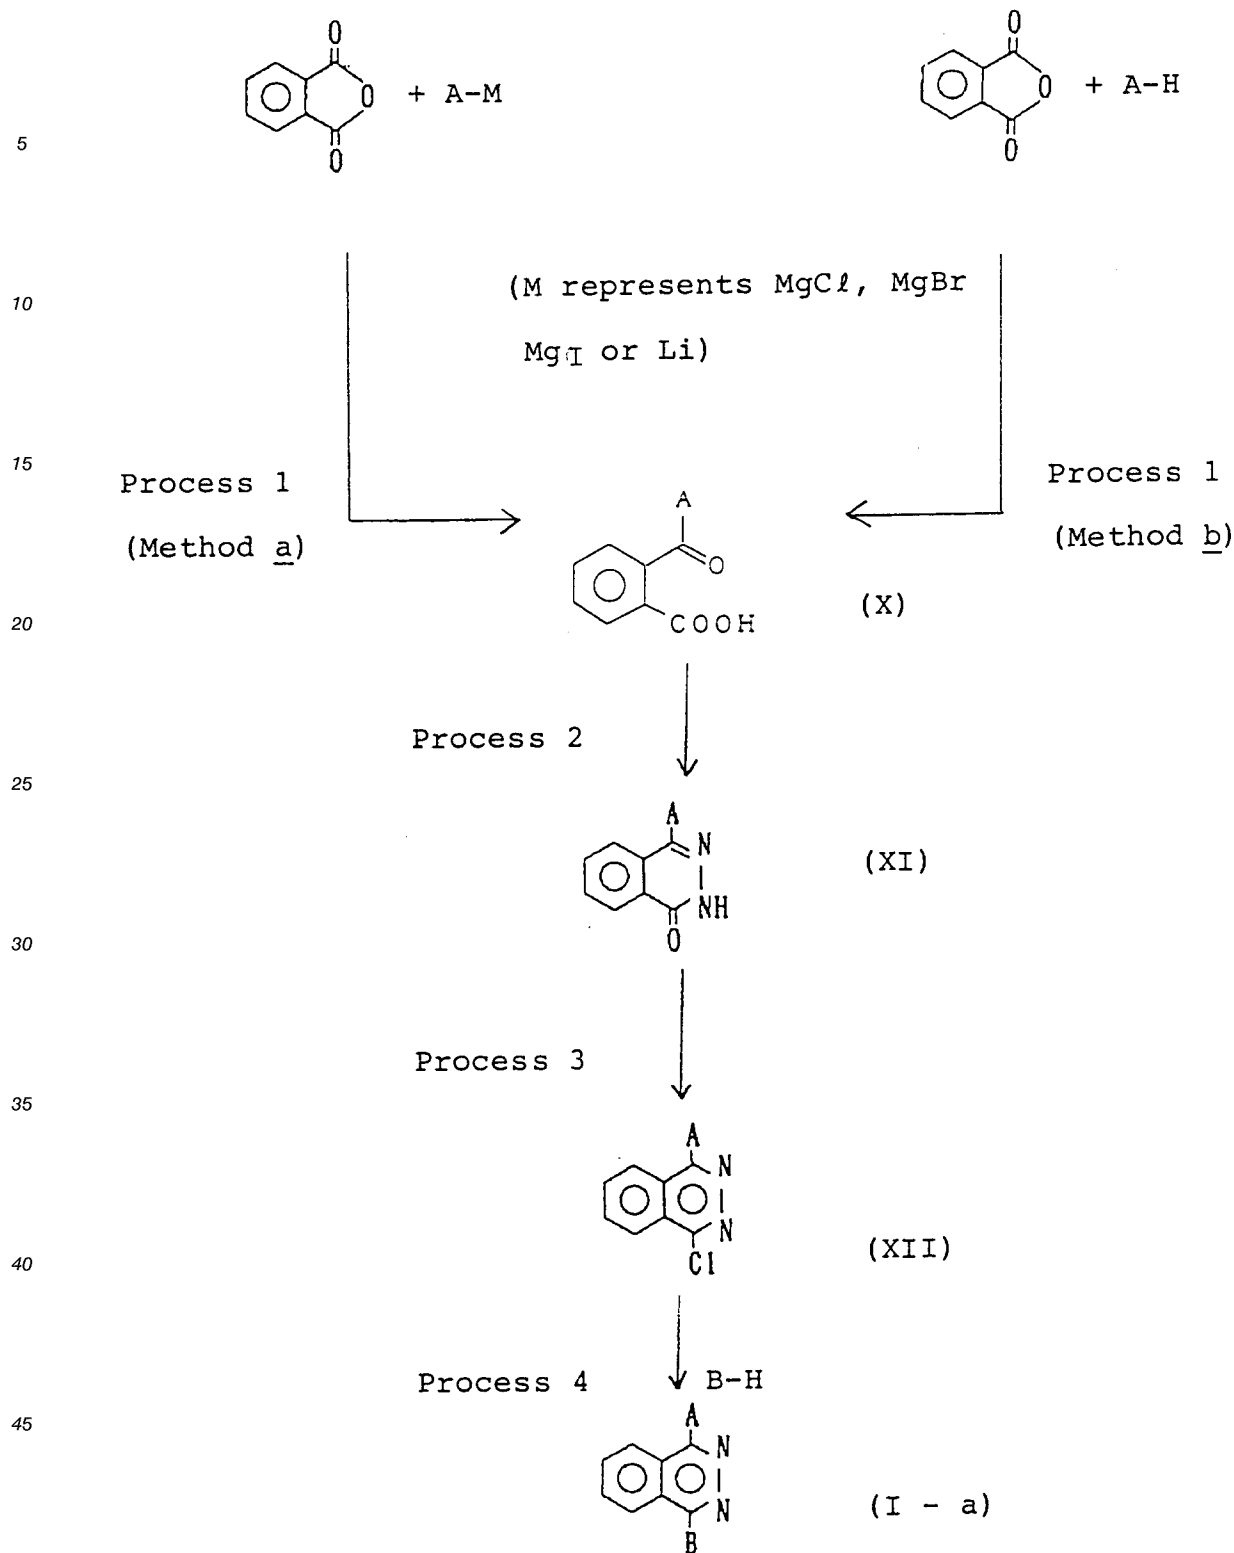 O
O + A-M
O
O
O + A-H
O
5
(M represents MgCℓ, MgBr
10
MgI or Li)
15
Process 1
(Method a)
Process 1
(Method b)
A
O
COOH
(X)
20
Process 2
25
A
N
NH
O
(XI)
30
Process 3
35
A
N
N
Cl
(XII)
40
Process 4
B-H
45
A
N
N
B
(I - a)